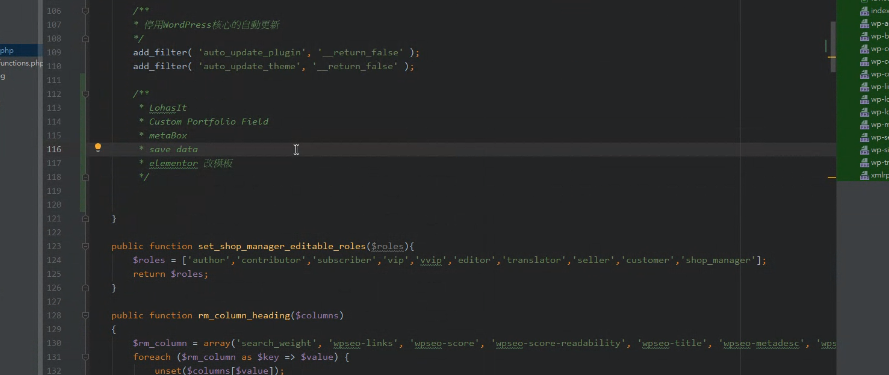 106 /**
107 * 停用WordPress核心的自動更新
php
108 */
109 add_filter( 'auto_update_plugin', '__return_false' );
functions.php
110 add_filter( 'auto_update_theme', '__return_false' );
111
112 /**
113 * LohasIt
114 * Custom Portfolio Field
115 * metaBox
116 * save data
117 * elementor 改模板
118 */
119
120
121 }
122
123 public function set_shop_manager_editable_roles($roles){
124 $roles = ['author','contributor','subscriber','vip','vvip','editor','translator','seller','customer','shop_manager'];
125 return $roles;
126 }
127
128 public function rm_column_heading($columns)
129 {
130 $rm_column = array('search_weight', 'wpseo-links', 'wpseo-score', 'wpseo-score-readability', 'wpseo-title', 'wpseo-metadesc', 'wps
131 foreach ($rm_column as $key => $value) {
132 unset($columns[$value]);
index
wp-a
wp-b
wp-c
wp-c
wp-c
wp-l
wp-l
wp-m
wp-s
wp-si
wp-tr
xmlrp